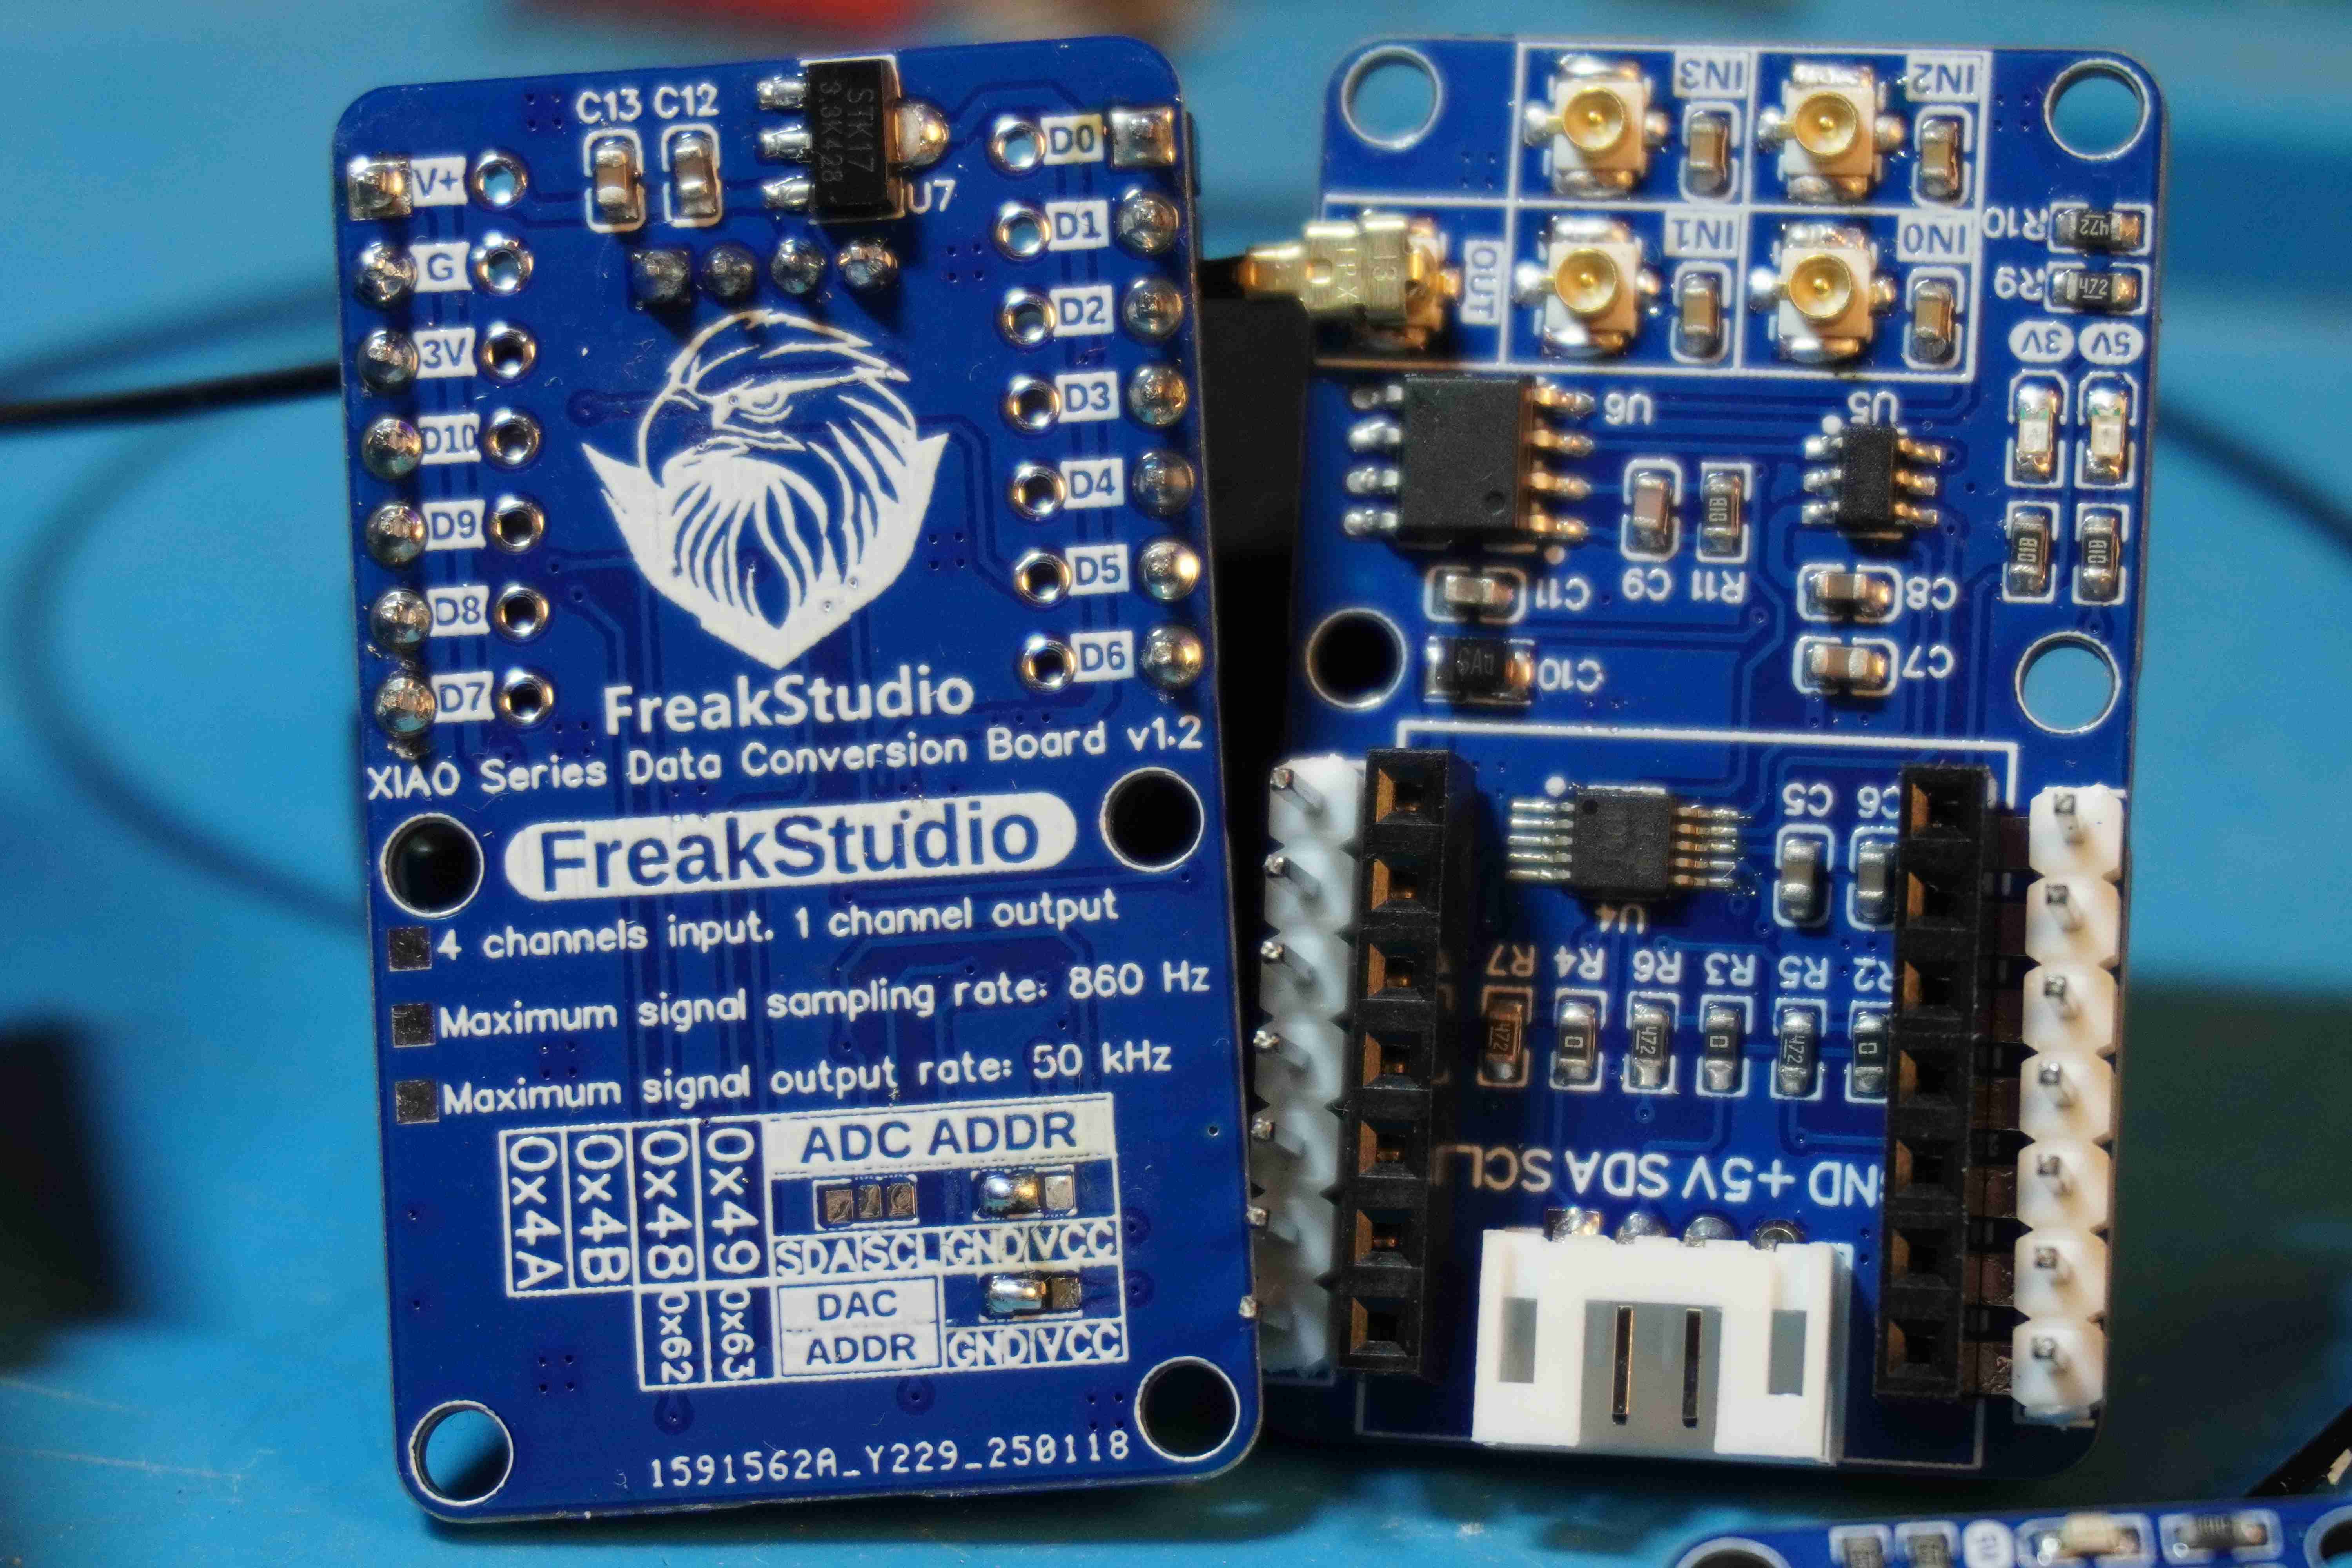 C13 C12
STK17
3.3K428
U7
V+
G
3V
D10
D9
D8
D7
D0
D1
D2
D3
D4
D5
D6
FreakStudio
XIAO Series Data Conversion Board v1.2
FreakStudio
4 channels input. 1 channel output
Maximum signal sampling rate: 860 Hz
Maximum signal output rate: 50 kHz
ADC ADDR
0x4A
0x4B
0x48
0x49
SDA SCL GND VCC
DAC
ADDR
0x62
0x63
GND VCC
1591562A_Y229_250118
IN3
IN2
OUT
IN1
IN0
R10
472
R9
472
3V
5V
U6
U5
C9
R11
01B
01B
01B
C11
C8
C10
C7
U4
C5
C6
R7
R4
R6
R3
R5
R2
472
0
472
0
472
0
SCL SDA +5V GND